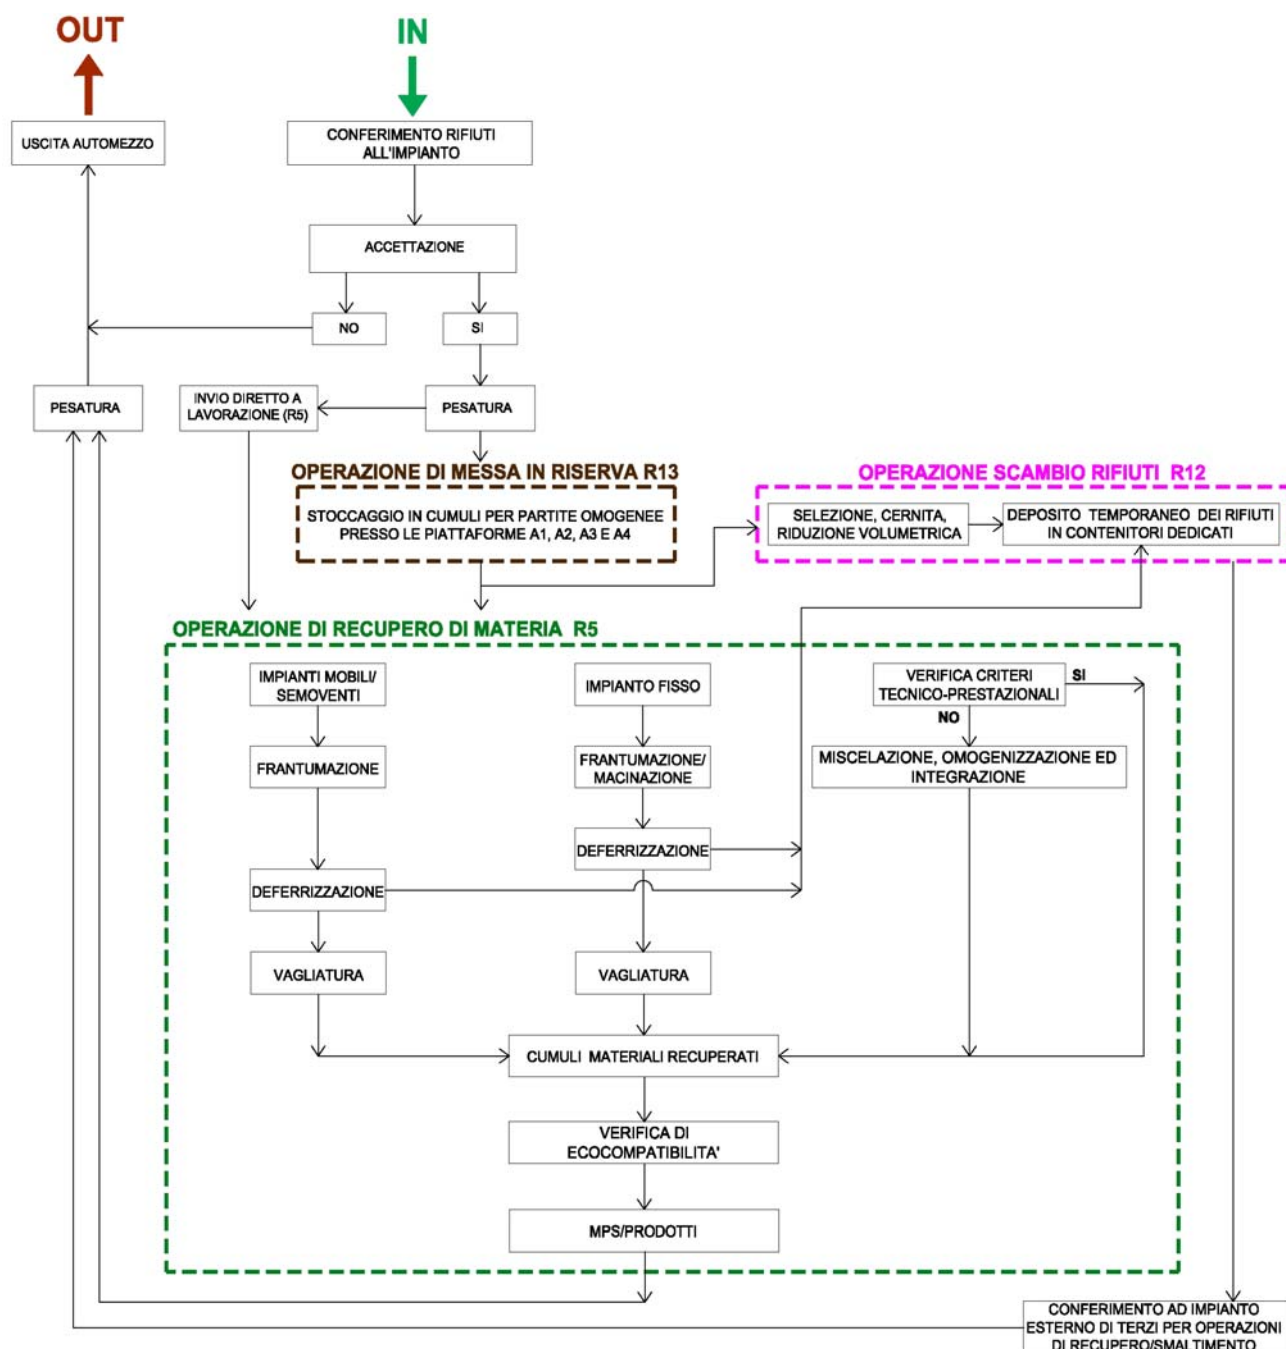 OUT
IN
USCITA AUTOMEZZO
CONFERIMENTO RIFIUTI
ALL'IMPIANTO
ACCETTAZIONE
NO
SI
PESATURA
INVIO DIRETTO A
LAVORAZIONE (R5)
PESATURA
OPERAZIONE DI MESSA IN RISERVA R13
STOCCAGGIO IN CUMULI PER PARTITE OMOGENEE
PRESSO LE PIATTAFORME A1, A2, A3 E A4
OPERAZIONE SCAMBIO RIFIUTI R12
SELEZIONE, CERNITA,
RIDUZIONE VOLUMETRICA
DEPOSITO TEMPORANEO DEI RIFIUTI
IN CONTENITORI DEDICATI
OPERAZIONE DI RECUPERO DI MATERIA R5
IMPIANTI MOBILI/
SEMOVENTI
IMPIANTO FISSO
VERIFICA CRITERI
TECNICO-PRESTAZIONALI
SI
NO
FRANTUMAZIONE
FRANTUMAZIONE/
MACINAZIONE
MISCELAZIONE, OMOGENIZZAZIONE ED
INTEGRAZIONE
DEFERRIZZAZIONE
DEFERRIZZAZIONE
VAGLIATURA
VAGLIATURA
CUMULI MATERIALI RECUPERATI
VERIFICA DI
ECOCOMPATIBILITA'
MPS/PRODOTTI
CONFERIMENTO AD IMPIANTO
ESTERNO DI TERZI PER OPERAZIONI
DI RECUPERO/SMALTIMENTO